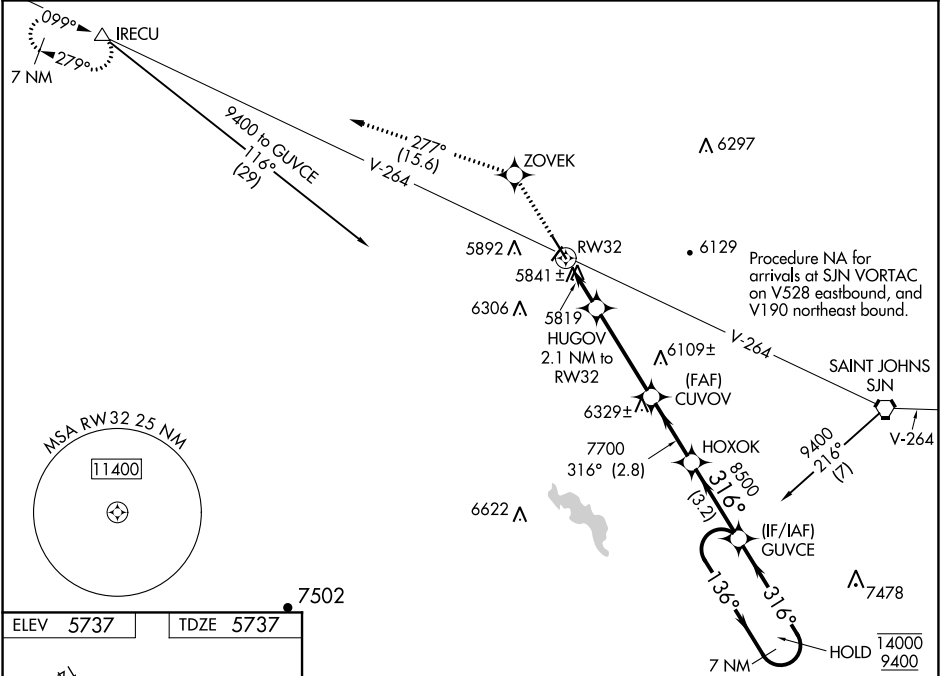 099°
IRECU
279°
7 NM
9400 to GUVCE
116°
(29)
277°
(15.6)
ZOVEK
6297
V-264
5892
RW32
6129
5841 ±
Procedure NA for
arrivals at SJN VORTAC
on V528 eastbound, and
V190 northeast bound.
6306
5819
HUGOV
2.1 NM to
RW32
V-264
6109±
SAINT JOHNS
SJN
(FAF)
CUVOV
6329±
V-264
MSA RW32 25 NM
11400
7700
316° (2.8)
HOXOK
9400
216°
(7)
8500
316°
(3.2)
6622
(IF/IAF)
GUVCE
7478
136°
316°
7502
HOLD
14000
9400
7 NM
ELEV 5737
TDZE 5737